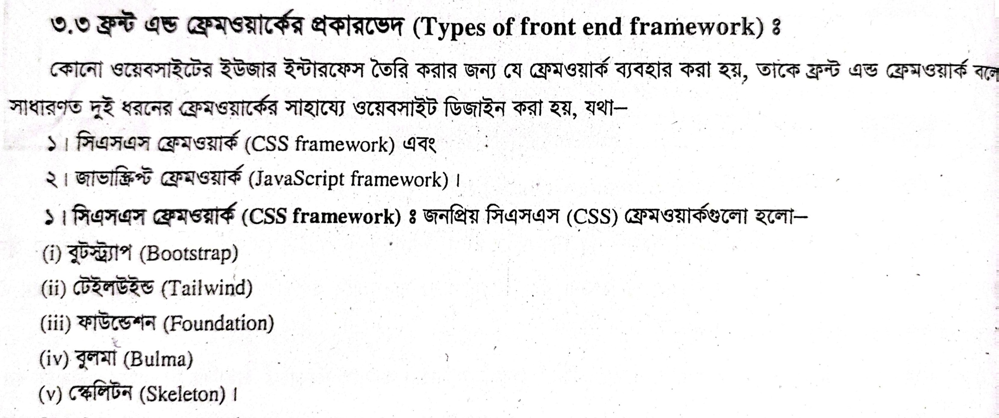 ৩.৩ ফ্রন্ট এন্ড ফ্রেমওয়ার্কের প্রকারভেদ (Types of front end framework) ঃ
কোনো ওয়েবসাইটের ইউজার ইন্টারফেস তৈরি করার জন্য যে ফ্রেমওয়ার্ক ব্যবহার করা হয়, তাকে ফ্রন্ট এন্ড ফ্রেমওয়ার্ক বলে
সাধারণত দুই ধরনের ফ্রেমওয়ার্কের সাহায্যে ওয়েবসাইট ডিজাইন করা হয়, যথা—
১। সিএসএস ফ্রেমওয়ার্ক (CSS framework) এবং
২। জাভাস্ক্রিপ্ট ফ্রেমওয়ার্ক (JavaScript framework)।
১। সিএসএস ফ্রেমওয়ার্ক (CSS framework) ঃ জনপ্রিয় সিএসএস (CSS) ফ্রেমওয়ার্কগুলো হলো—
(i) বুটস্ট্র্যাপ (Bootstrap)
(ii) টেইলউইন্ড (Tailwind)
(iii) ফাউন্ডেশন (Foundation)
(iv) বুলমা (Bulma)
(v) স্কেলিটন (Skeleton)।